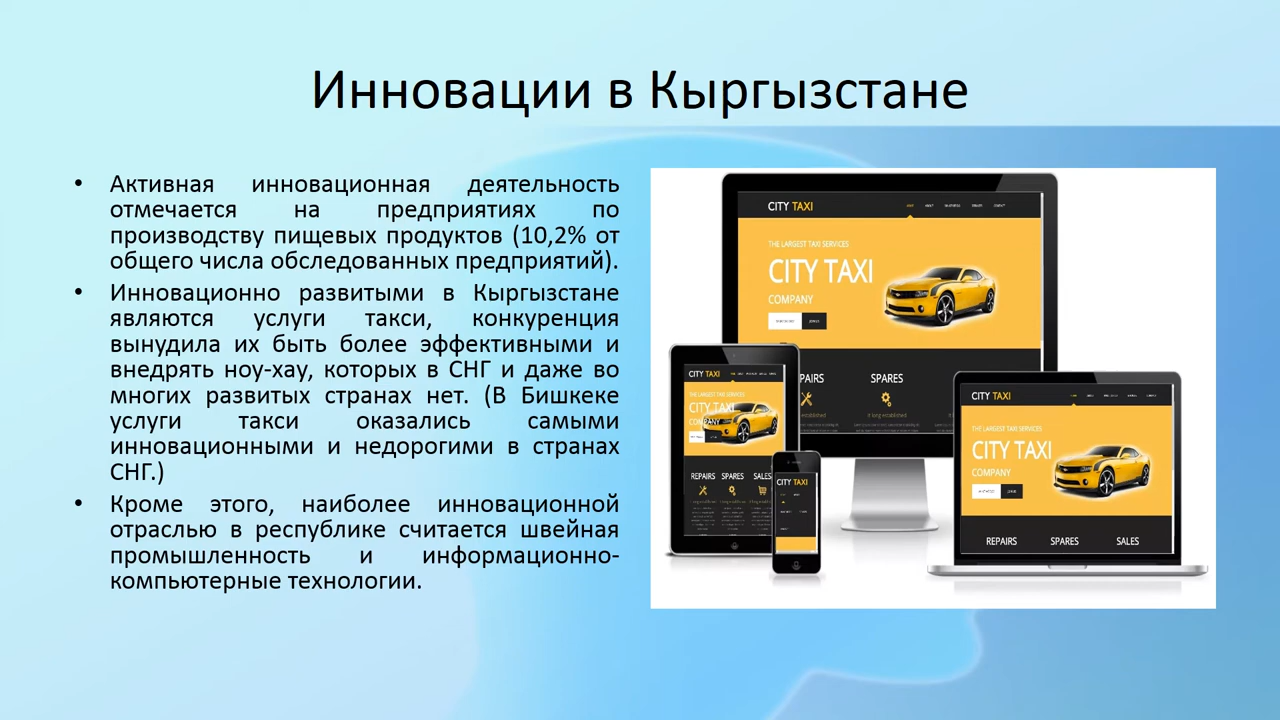 Инновации в Кыргызстане
• Активная инновационная деятельность
отмечается на предприятиях по
производству пищевых продуктов (10,2% от
общего числа обследованных предприятий).
• Инновационно развитыми в Кыргызстане
являются услуги такси, конкуренция
вынудила их быть более эффективными и
внедрять ноу-хау, которых в СНГ и даже во
многих развитых странах нет. (В Бишкеке
услуги такси оказались самыми
инновационными и недорогими в странах
СНГ.)
• Кроме этого, наиболее инновационной
отраслью в республике считается швейная
промышленность и информационно-
компьютерные технологии.
CITY TAXI
THE LARGEST TAXI SERVICES
CITY TAXI
COMPANY
PAIRS
SPARES
CITY TAXI
THE LARGEST TAXI SERVICES
CITY TAXI
COMPANY
REPAIRS SPARES SALES
CITY TAXI
CITY TAXI
THE LARGEST TAXI SERVICES
CITY TAXI
COMPANY
REPAIRS SPARES SALES